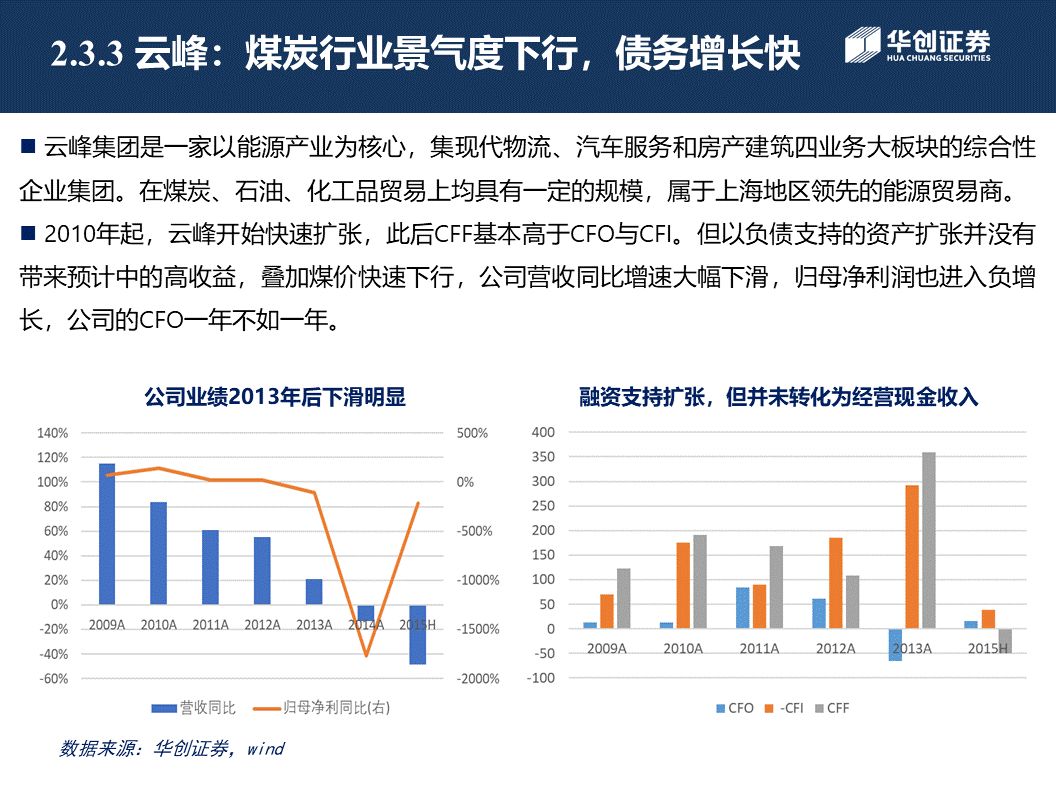 2.3.3 云峰：煤炭行业景气度下行，债务增长快
华创证券
HUA CHUANG SECURITIES
■ 云峰集团是一家以能源产业为核心，集现代物流、汽车服务和房产建筑四业务大板块的综合性
企业集团。在煤炭、石油、化工品贸易上均具有一定的规模，属于上海地区领先的能源贸易商。
■ 2010年起，云峰开始快速扩张，此后CFF基本高于CFO与CFI。但以负债支持的资产扩张并没有
带来预计中的高收益，叠加煤价快速下行，公司营收同比增速大幅下滑，归母净利润也进入负增
长，公司的CFO一年不如一年。
公司业绩2013年后下滑明显
140%
120%
100%
80%
60%
40%
20%
0%
-20%
-40%
-60%
500%
0%
-500%
-1000%
-1500%
-2000%
2009A 2010A 2011A 2012A 2013A 2014A 2015H
营收同比 归母净利同比(右)
融资支持扩张，但并未转化为经营现金收入
400
350
300
250
200
150
100
50
0
-50
-100
2009A 2010A 2011A 2012A 2013A 2015H
CFO -CFI CFF
数据来源：华创证券，wind